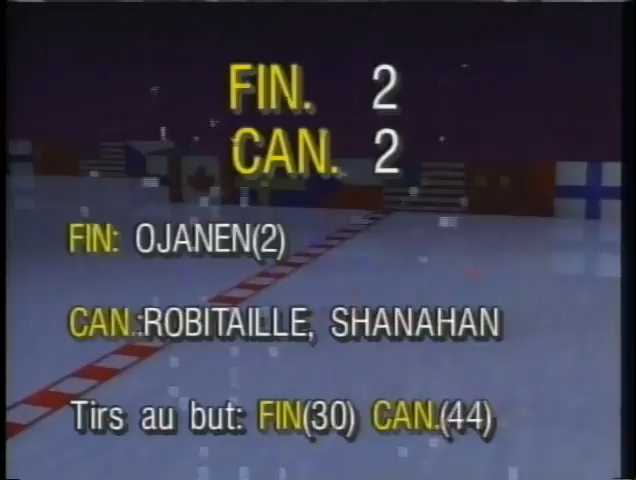 FIN. 2
CAN. 2
FIN: OJANEN(2)
CAN.:ROBITAILLE, SHANAHAN
Tirs au but: FIN(30) CAN.(44)